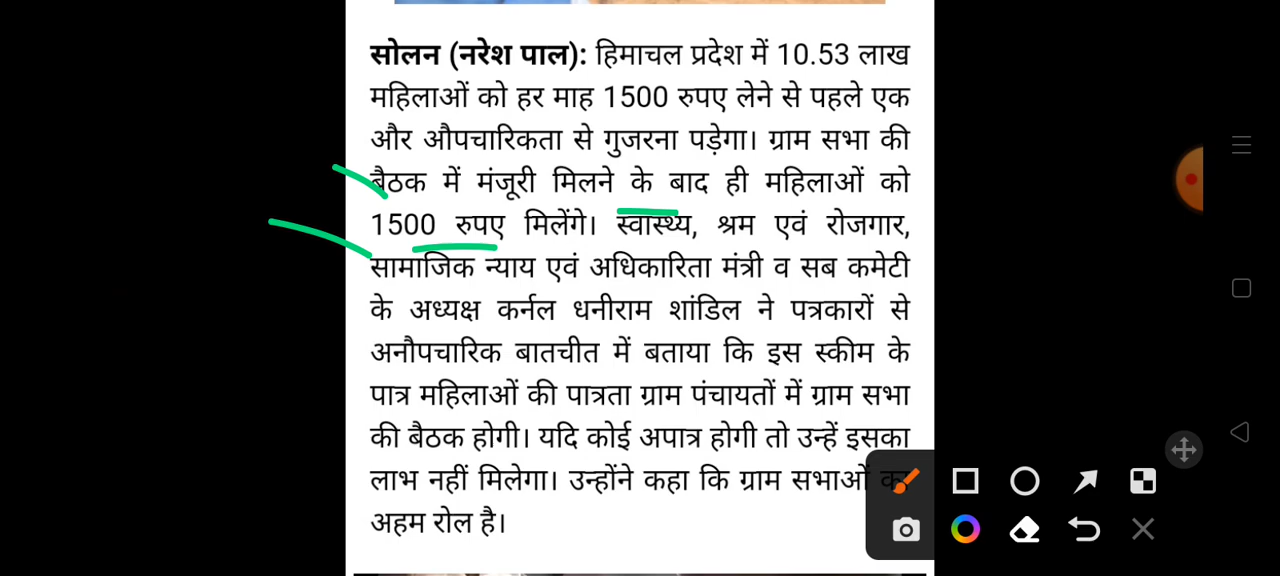 सोलन (नरेश पाल): हिमाचल प्रदेश में 10.53 लाख
महिलाओं को हर माह 1500 रुपए लेने से पहले एक
और औपचारिकता से गुजरना पड़ेगा। ग्राम सभा की
बैठक में मंजूरी मिलने के बाद ही महिलाओं को
1500 रुपए मिलेंगे। स्वास्थ्य, श्रम एवं रोजगार,
सामाजिक न्याय एवं अधिकारिता मंत्री व सब कमेटी
के अध्यक्ष कर्नल धनीराम शांडिल ने पत्रकारों से
अनौपचारिक बातचीत में बताया कि इस स्कीम के
पात्र महिलाओं की पात्रता ग्राम पंचायतों में ग्राम सभा
की बैठक होगी। यदि कोई अपात्र होगी तो उन्हें इसका
लाभ नहीं मिलेगा। उन्होंने कहा कि ग्राम सभाओं का
अहम रोल है।